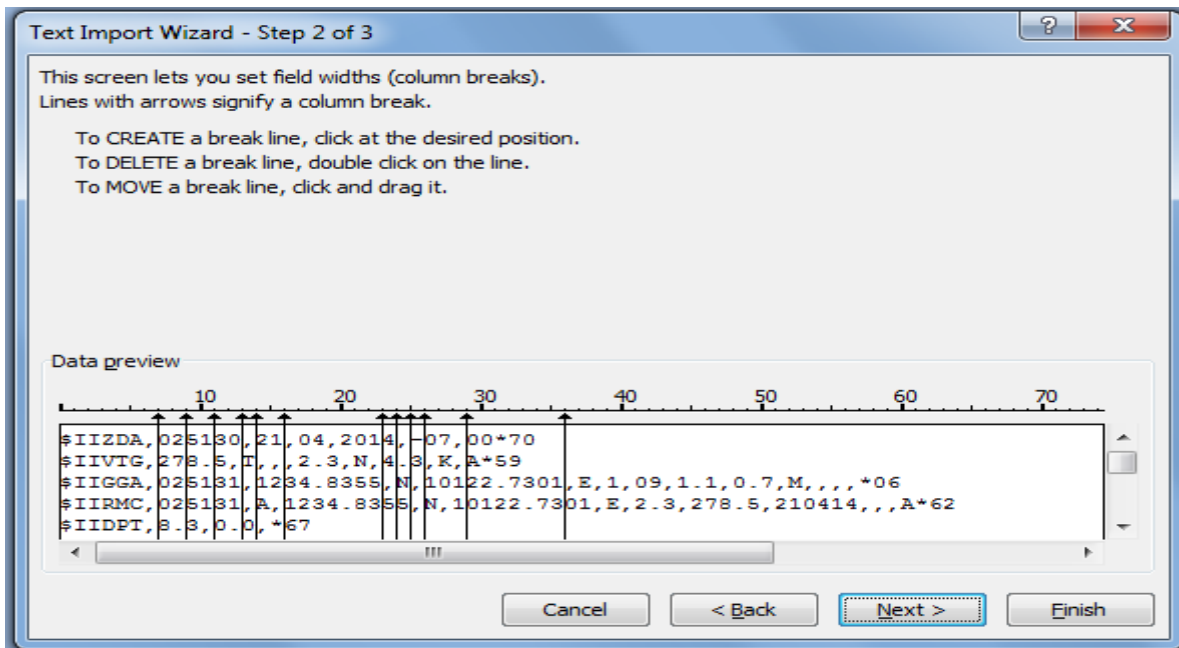 Text Import Wizard - Step 2 of 3
This screen lets you set field widths (column breaks).
Lines with arrows signify a column break.
To CREATE a break line, click at the desired position.
To DELETE a break line, double click on the line.
To MOVE a break line, click and drag it.
Data preview
10 20 30 40 50 60 70
$IIZDA,025130,21,04,2014,-07,00*70
$IIVTG,278.5,T,,,2.3,N,4.3,K,A*59
$IIGGA,025131,1234.8355,N,10122.7301,E,1,09,1.1,0.7,M,,,,*06
$IIRMC,025131,A,1234.8355,N,10122.7301,E,2.3,278.5,210414,,,A*62
$IIDPT,8.3,0.0,*67
Cancel < Back Next > Finish